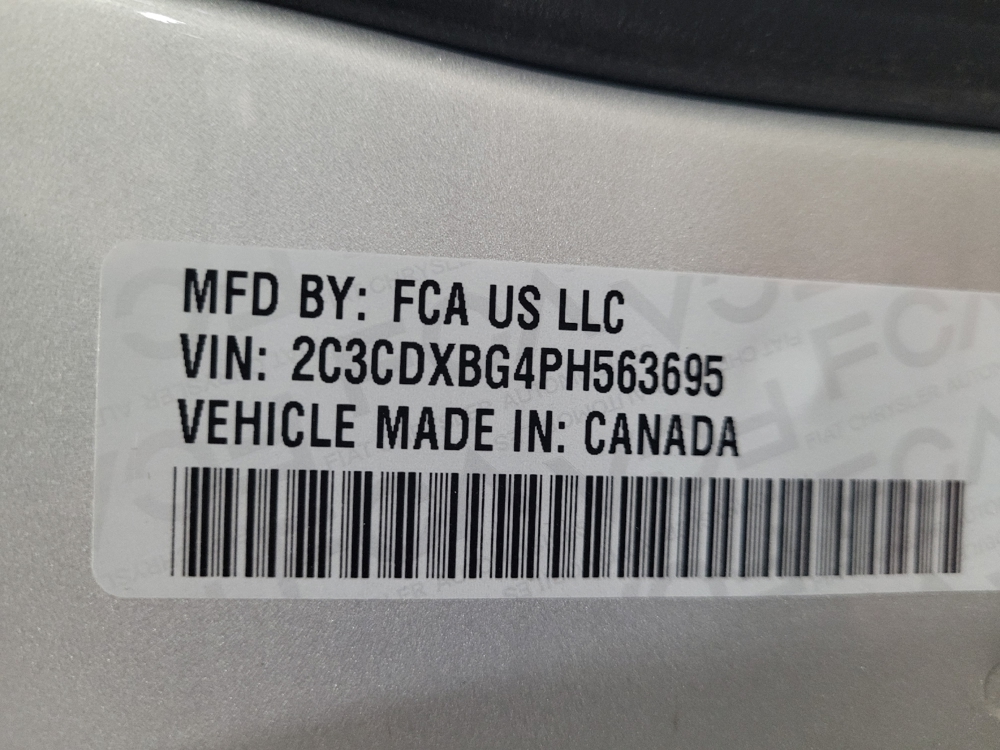 MFD BY: FCA US LLC
VIN: 2C3CDXBG4PH563695
VEHICLE MADE IN: CANADA